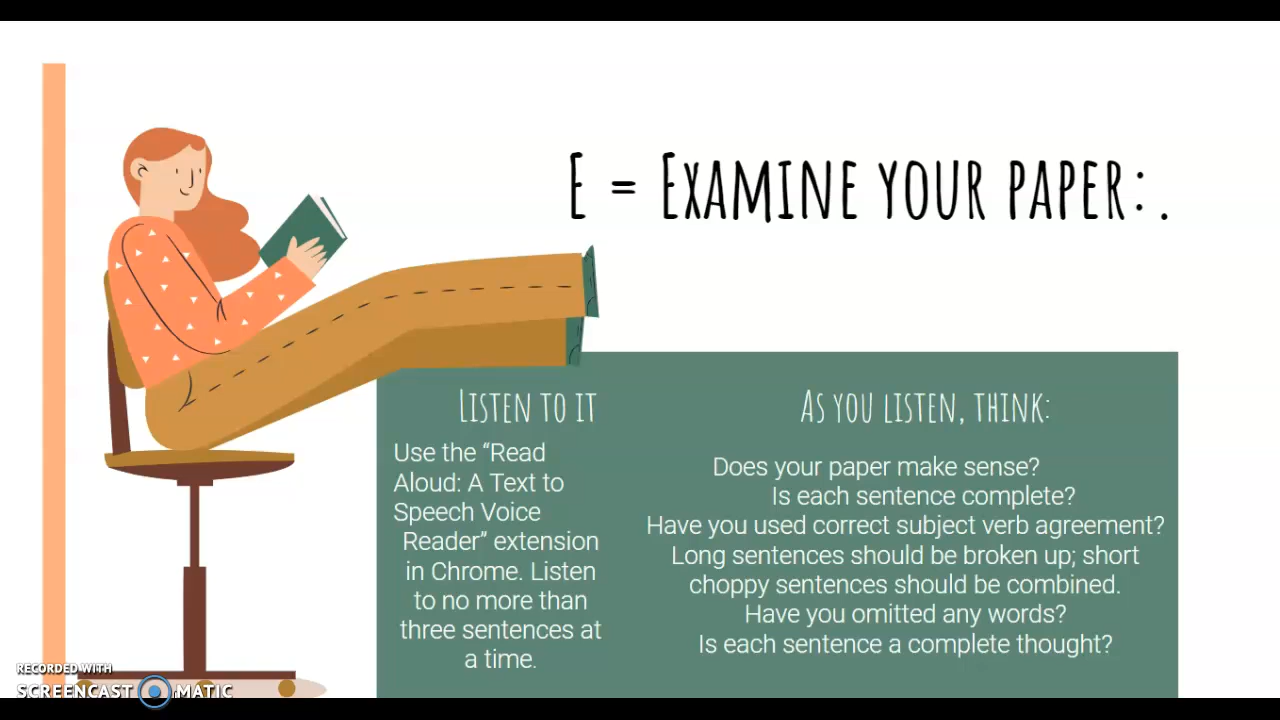 E = Examine your paper: .
Listen to it
Use the “Read
Aloud: A Text to
Speech Voice
Reader” extension
in Chrome. Listen
to no more than
three sentences at
a time.
As you listen, think:
Does your paper make sense?
Is each sentence complete?
Have you used correct subject verb agreement?
Long sentences should be broken up; short
choppy sentences should be combined.
Have you omitted any words?
Is each sentence a complete thought?
RECORDED WITH
SCREENCAST MATIC